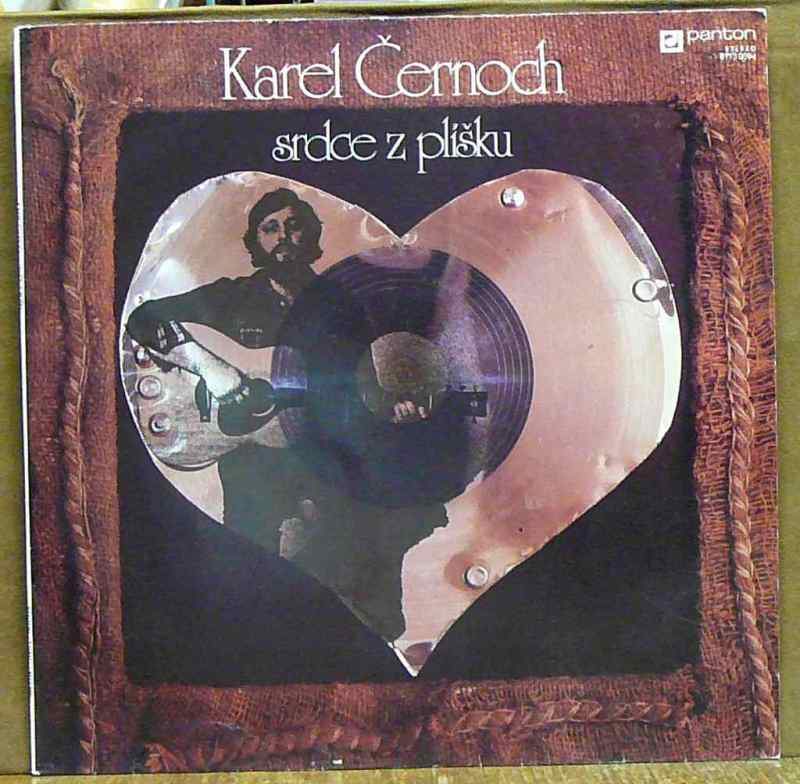 panton
Karel Černoch
srdce z plíšku